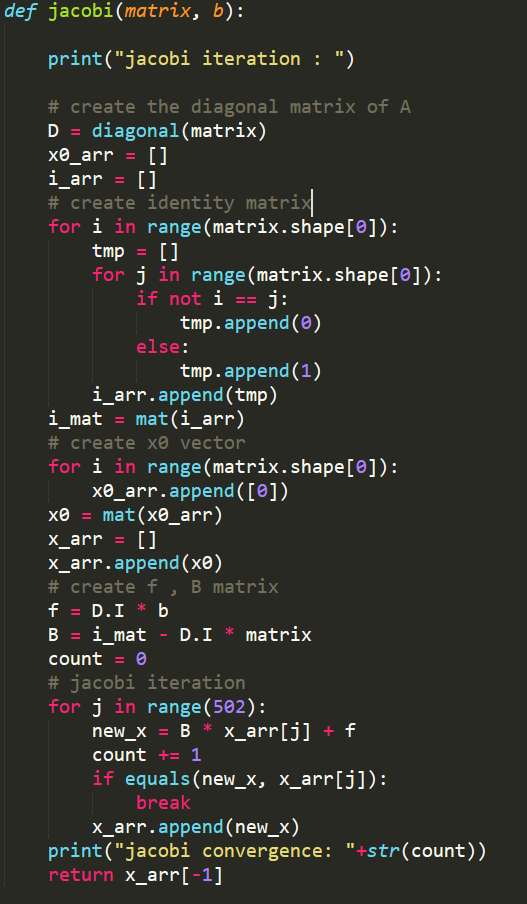 def jacobi(matrix, b):
    print("jacobi iteration : ")
    # create the diagonal matrix of A
    D = diagonal(matrix)
    x0_arr = []
    i_arr = []
    # create identity matrix
    for i in range(matrix.shape[0]):
        tmp = []
        for j in range(matrix.shape[0]):
            if not i == j:
                tmp.append(0)
            else:
                tmp.append(1)
        i_arr.append(tmp)
    i_mat = mat(i_arr)
    # create x0 vector
    for i in range(matrix.shape[0]):
        x0_arr.append([0])
    x0 = mat(x0_arr)
    x_arr = []
    x_arr.append(x0)
    # create f , B matrix
    f = D.I * b
    B = i_mat - D.I * matrix
    count = 0
    # jacobi iteration
    for j in range(502):
        new_x = B * x_arr[j] + f
        count += 1
        if equals(new_x, x_arr[j]):
            break
        x_arr.append(new_x)
    print("jacobi convergence: "+str(count))
    return x_arr[-1]